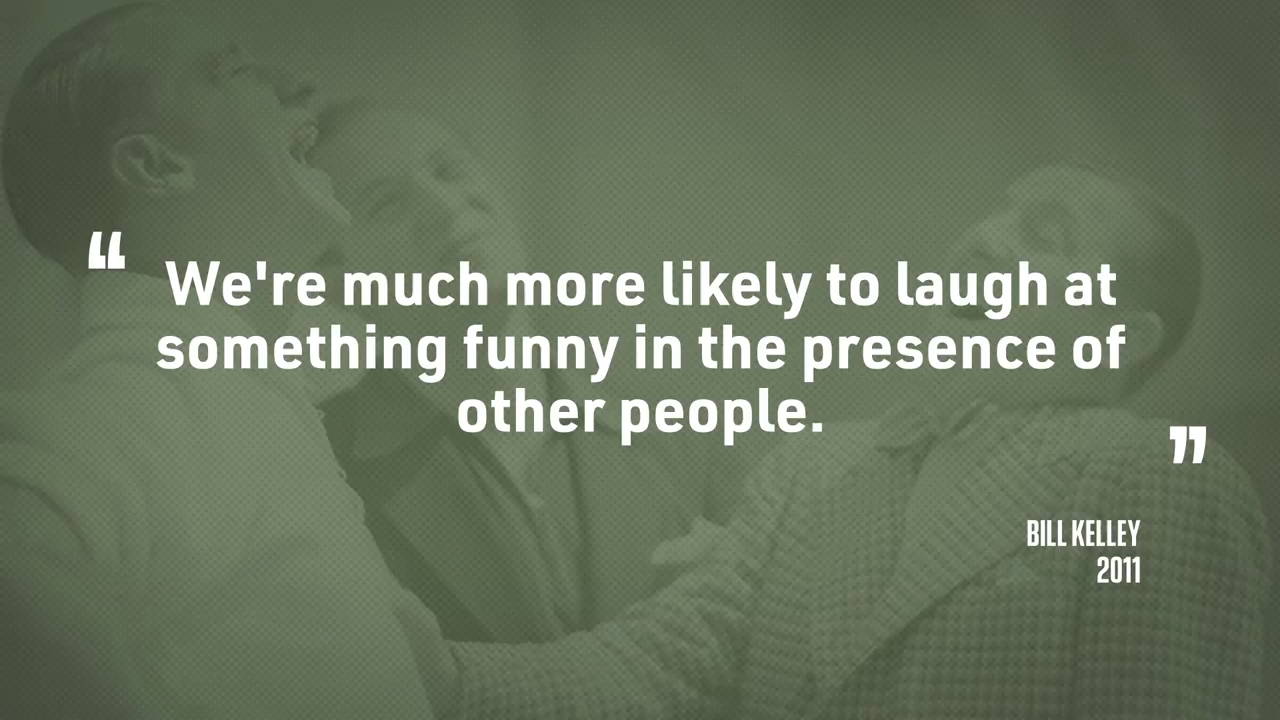 “ We're much more likely to laugh at
something funny in the presence of
other people. ”
BILL KELLEY
2011